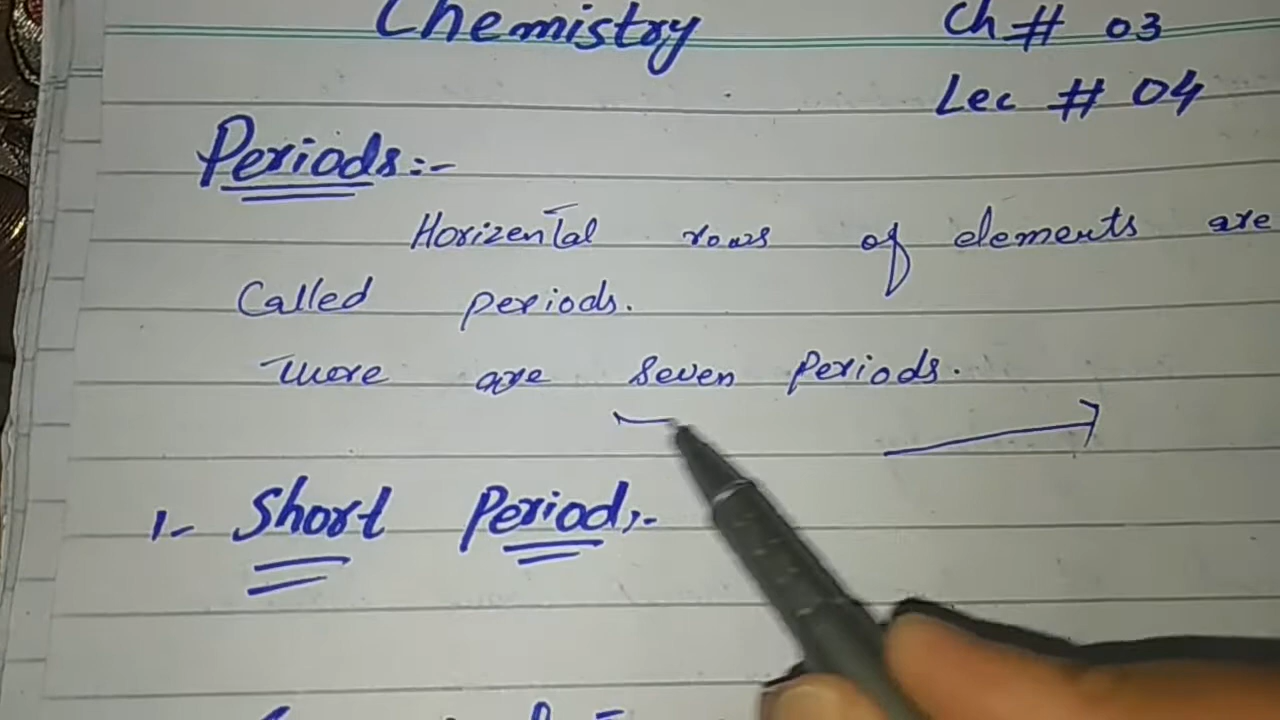 Chemistry Ch # 03
Lec # 04
Periods:-
Horizental rows of elements are
Called periods.
There are seven Periods.
1- Short Period:-